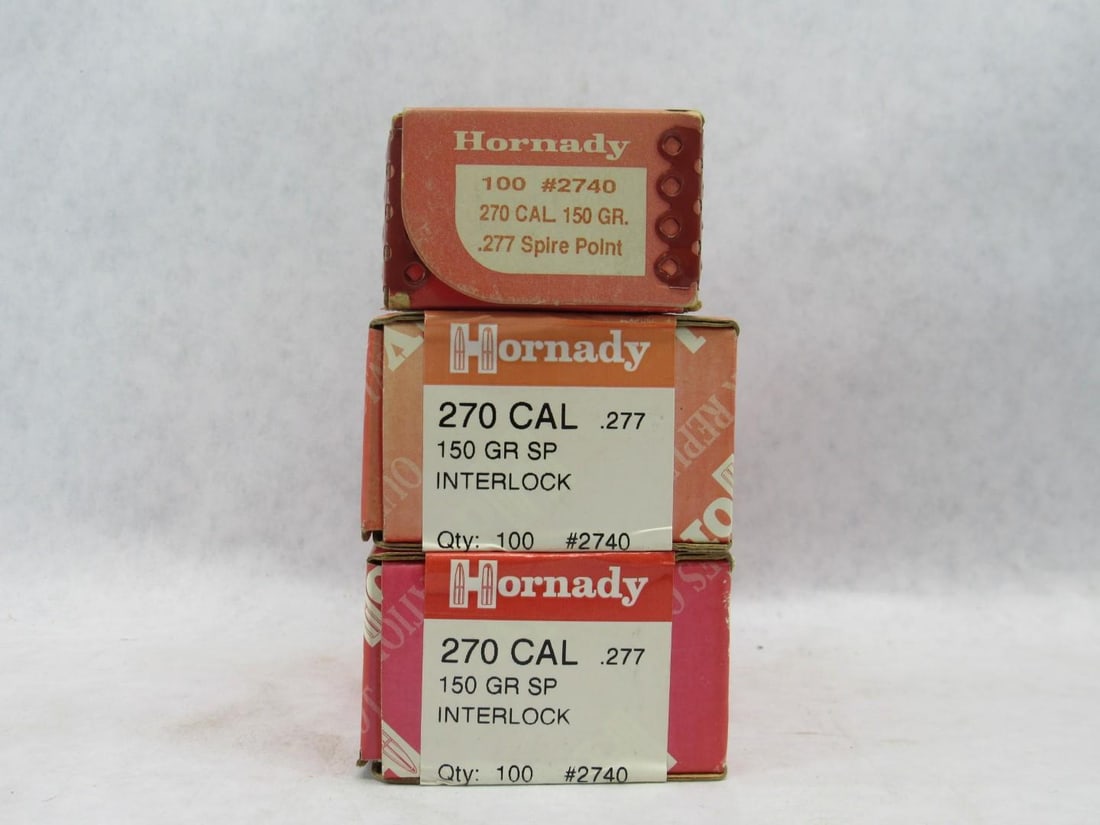 Hornady
100 #2740
270 CAL. 150 GR.
.277 Spire Point
Hornady
270 CAL .277
150 GR SP
INTERLOCK
Qty: 100 #2740
Hornady
270 CAL .277
150 GR SP
INTERLOCK
Qty: 100 #2740